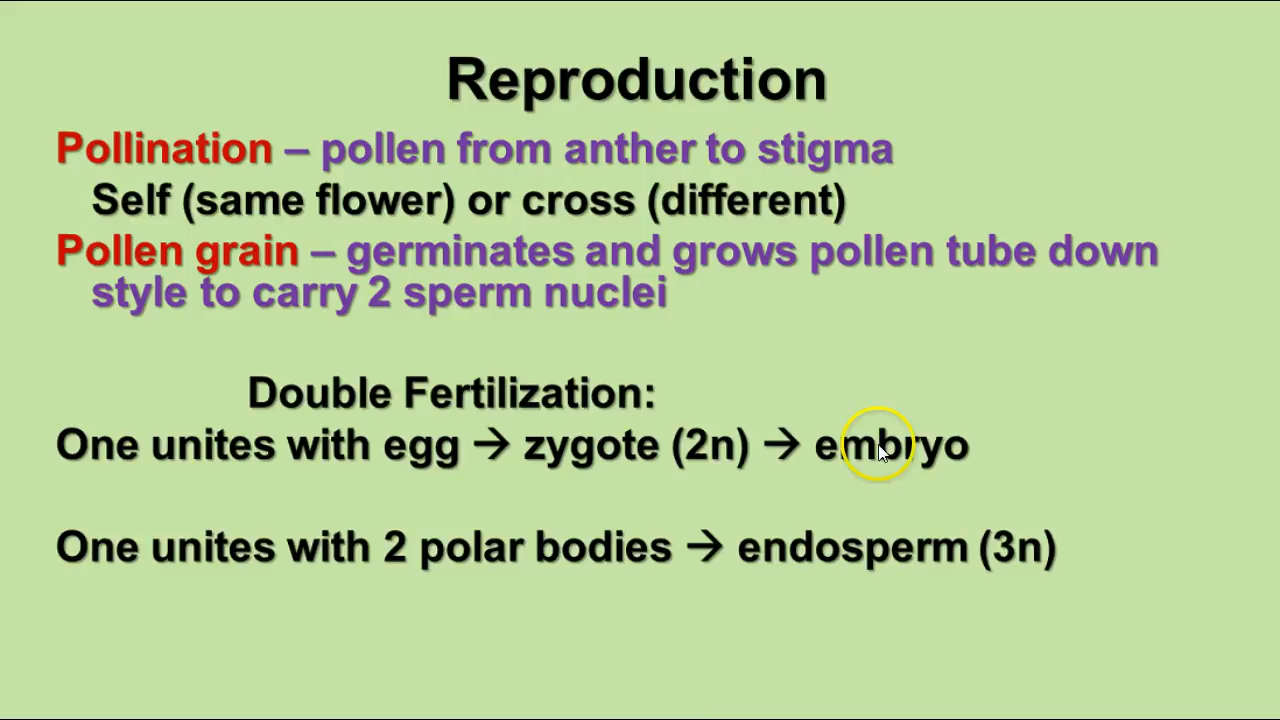 Reproduction
Pollination – pollen from anther to stigma
Self (same flower) or cross (different)
Pollen grain – germinates and grows pollen tube down
style to carry 2 sperm nuclei
Double Fertilization:
One unites with egg → zygote (2n) → embryo
One unites with 2 polar bodies → endosperm (3n)